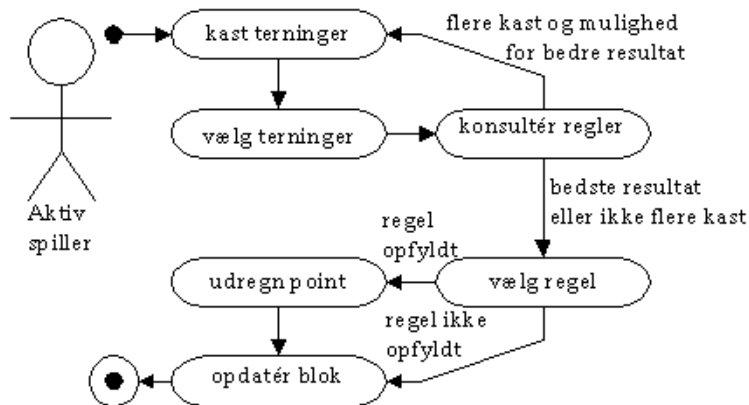 kast terninger
flere kast og mulighed
for bedre resultat
vælg terninger
konsultér regler
Aktiv
spiller
bedste resultat
eller ikke flere kast
regel
opfyldt
udregn point
vælg regel
regel ikke
opfyldt
opdatér blok